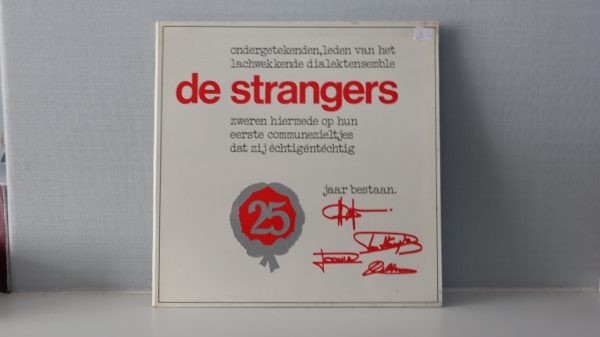 ondergetekenden, leden van het
lachwekkende dialektensemble
de strangers
zweren hiermede op hun
eerste communezieltjes
dat zij échtigéntéchtig
25
jaar bestaan.